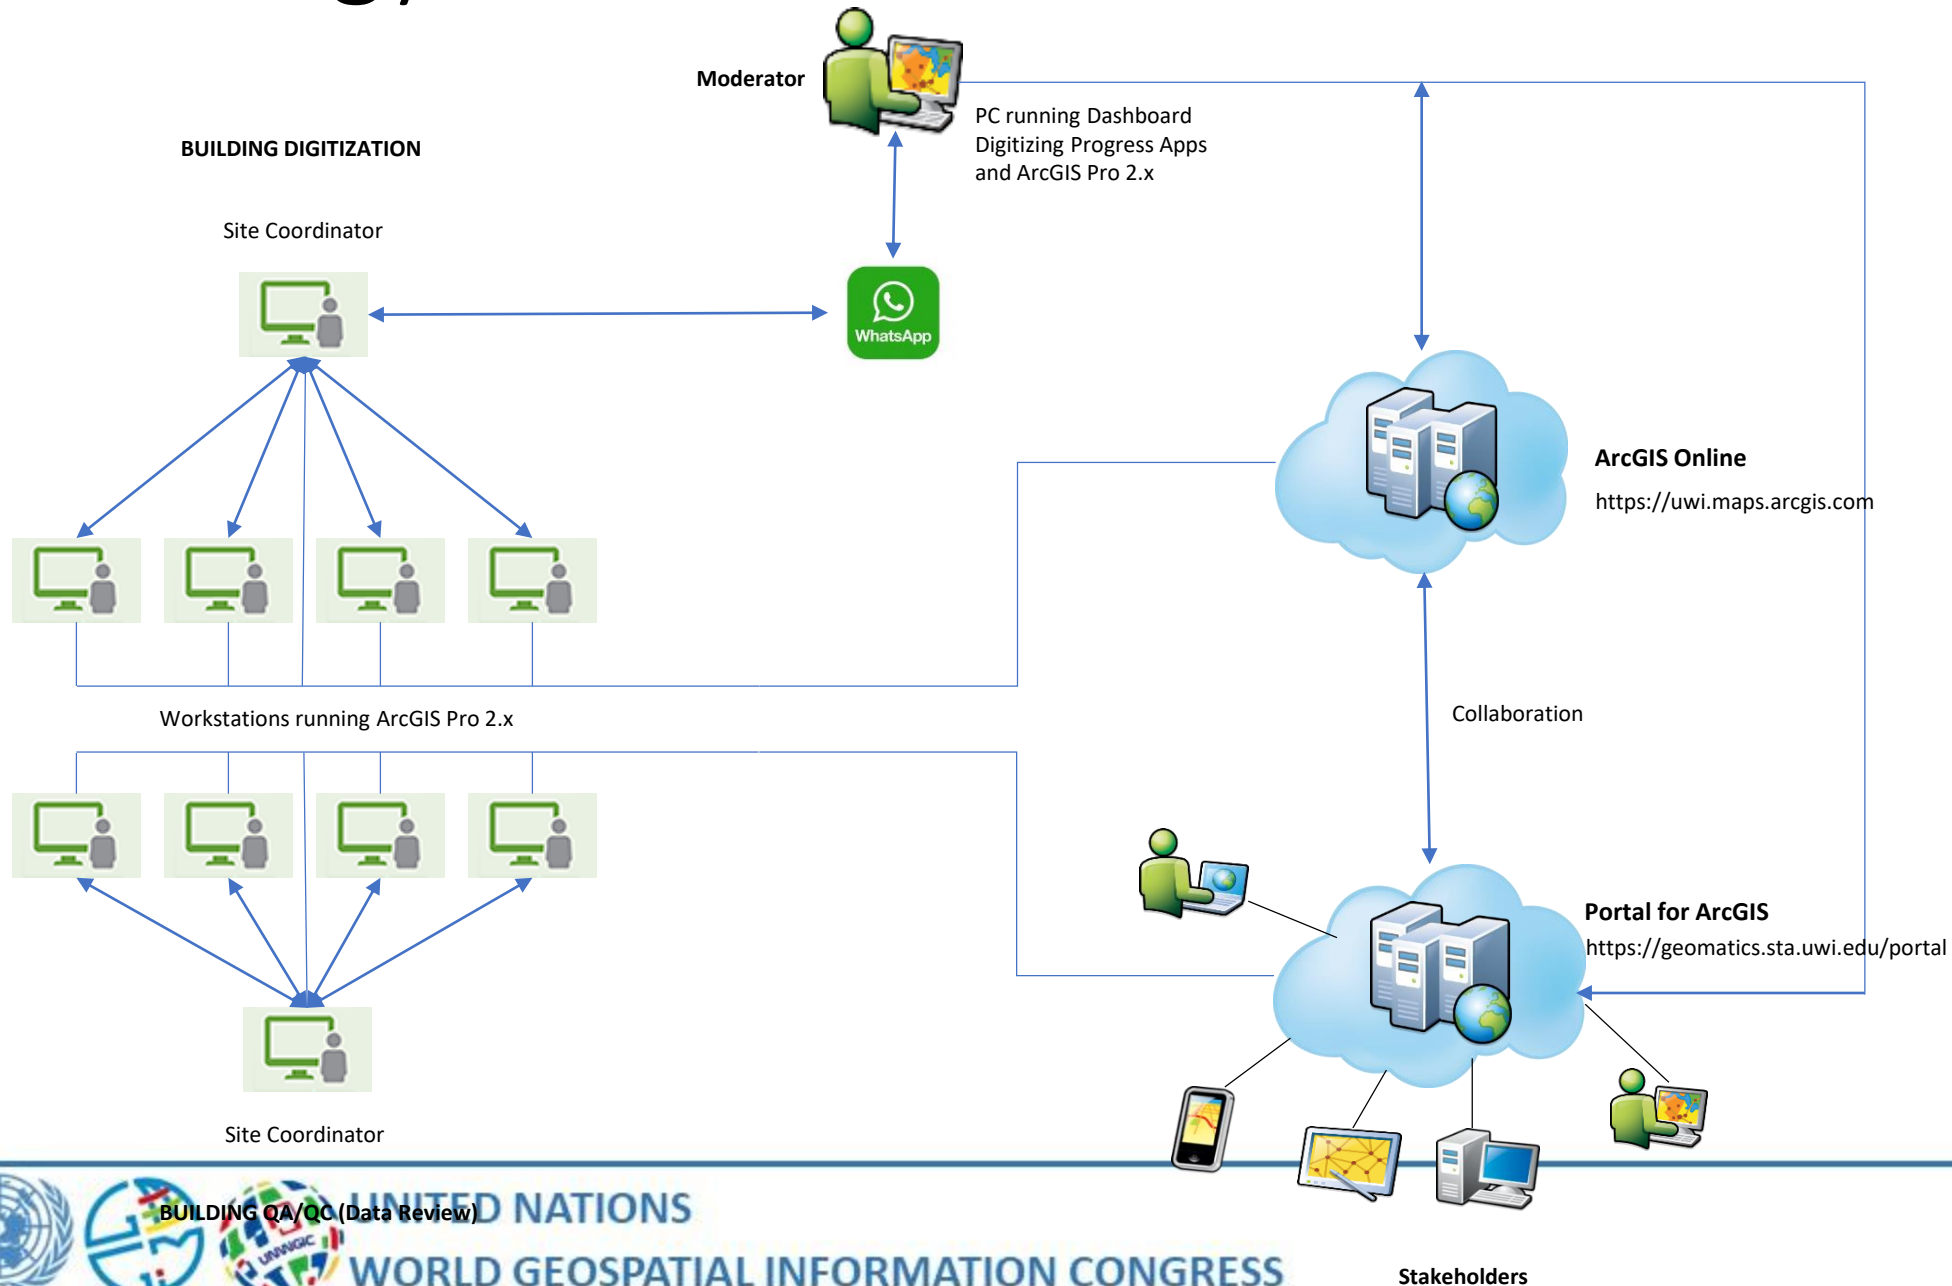 Moderator
PC running Dashboard
Digitizing Progress Apps
and ArcGIS Pro 2.x
BUILDING DIGITIZATION
Site Coordinator
WhatsApp
ArcGIS Online
https://uwi.maps.arcgis.com
Workstations running ArcGIS Pro 2.x
Collaboration
Portal for ArcGIS
https://geomatics.sta.uwi.edu/portal
Site Coordinator
BUILDING QA/QC (Data Review)
UNITED NATIONS
UNWGIC
WORLD GEOSPATIAL INFORMATION CONGRESS
Stakeholders